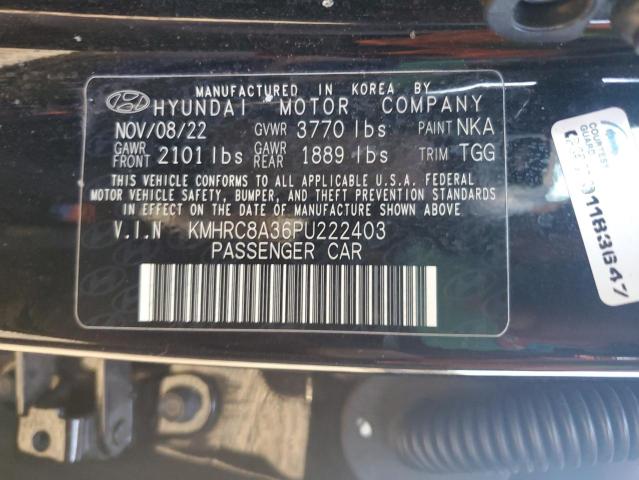 MANUFACTURED IN KOREA BY
HYUNDAI MOTOR COMPANY
NOV/08/22 GVWR 3770 lbs PAINT NKA
GAWR FRONT 2101 lbs GAWR REAR 1889 lbs TRIM TGG
THIS VEHICLE CONFORMS TO ALL APPLICABLE U.S.A. FEDERAL
MOTOR VEHICLE SAFETY, BUMPER, AND THEFT PREVENTION STANDARDS
IN EFFECT ON THE DATE OF MANUFACTURE SHOWN ABOVE.
V.I.N KMHRC8A36PU222403
PASSENGER CAR
COURTESY
GUARD